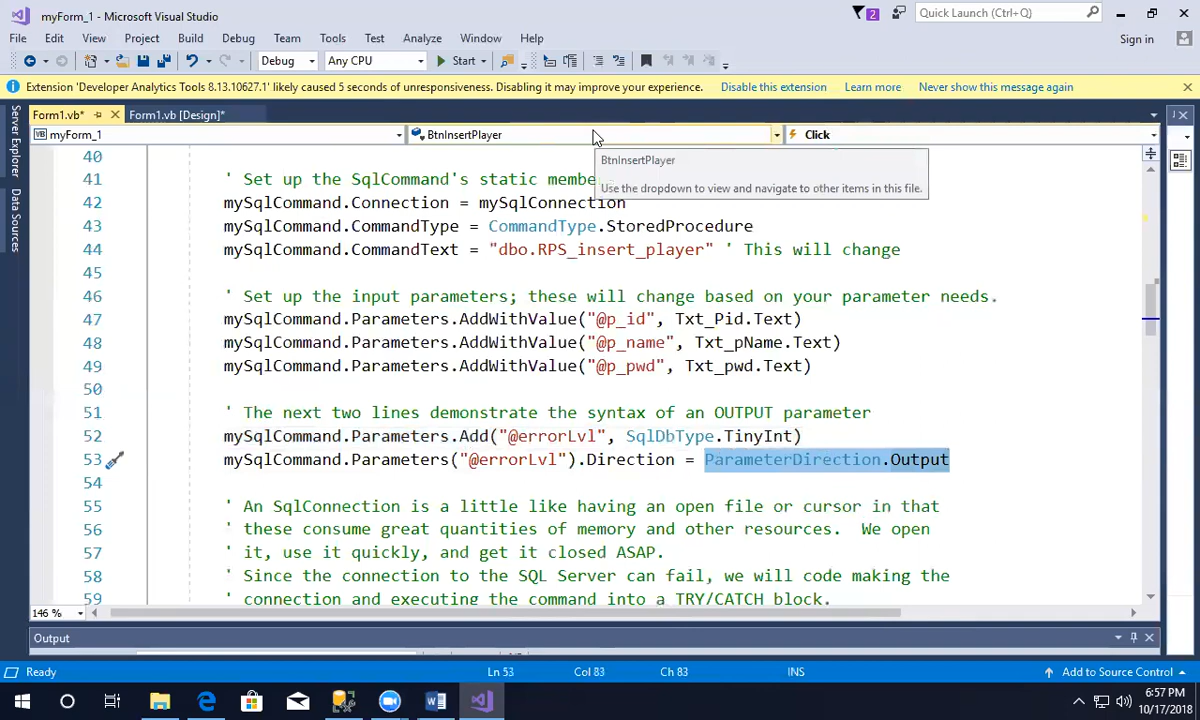 myForm_1 - Microsoft Visual Studio
2
Quick Launch (Ctrl+Q)
File Edit View Project Build Debug Team Tools Test Analyze Window Help
Sign in
Debug Any CPU Start
Extension 'Developer Analytics Tools 8.13.10627.1' likely caused 5 seconds of unresponsiveness. Disabling it may improve your experience. Disable this extension Learn more Never show this message again
Form1.vb* Form1.vb [Design]*
myForm_1 BtnInsertPlayer Click
Server Explorer
Data Sources
BtnInsertPlayer
Use the dropdown to view and navigate to other items in this file.
40
41 ' Set up the SqlCommand's static memb
42 mySqlCommand.Connection = mySqlConnection
43 mySqlCommand.CommandType = CommandType.StoredProcedure
44 mySqlCommand.CommandText = "dbo.RPS_insert_player" ' This will change
45
46 ' Set up the input parameters; these will change based on your parameter needs.
47 mySqlCommand.Parameters.AddWithValue("@p_id", Txt_Pid.Text)
48 mySqlCommand.Parameters.AddWithValue("@p_name", Txt_pName.Text)
49 mySqlCommand.Parameters.AddWithValue("@p_pwd", Txt_pwd.Text)
50
51 ' The next two lines demonstrate the syntax of an OUTPUT parameter
52 mySqlCommand.Parameters.Add("@errorLvl", SqlDbType.TinyInt)
53 mySqlCommand.Parameters("@errorLvl").Direction = ParameterDirection.Output
54
55 ' An SqlConnection is a little like having an open file or cursor in that
56 ' these consume great quantities of memory and other resources.  We open
57 ' it, use it quickly, and get it closed ASAP.
58 ' Since the connection to the SQL Server can fail, we will code making the
59 ' connection and executing the command into a TRY/CATCH block.
146 %
Output
Ready Ln 53 Col 83 Ch 83 INS Add to Source Control
6:57 PM
10/17/2018